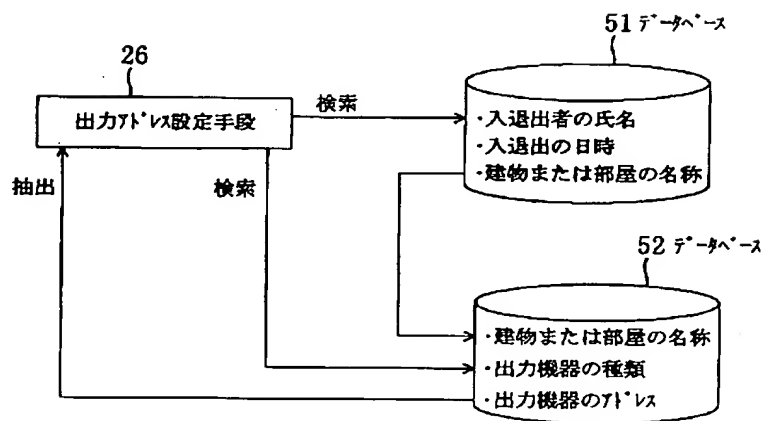 51 データベース
26
検索
出力アドレス設定手段
・入退出者の氏名
・入退出の日時
・建物または部屋の名称
抽出
検索
52 データベース
・建物または部屋の名称
・出力機器の種類
・出力機器のアドレス